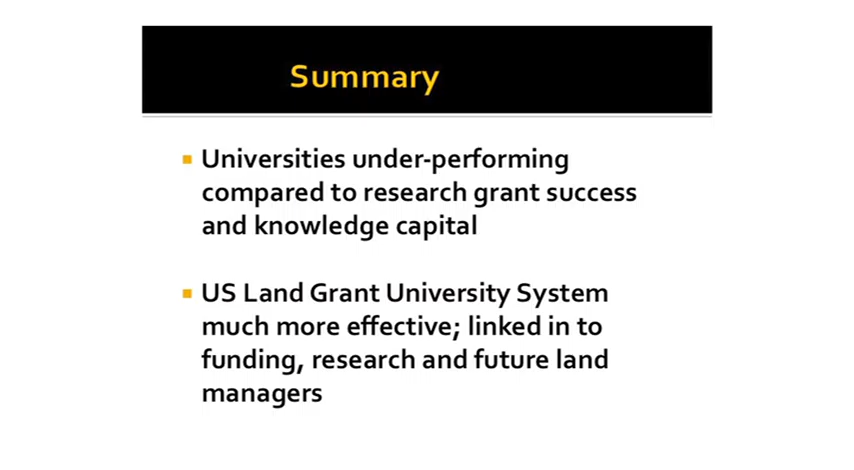 Summary
Universities under-performing
compared to research grant success
and knowledge capital
US Land Grant University System
much more effective; linked in to
funding, research and future land
managers